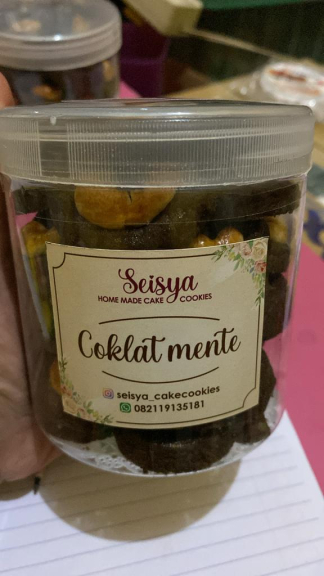 Seisya
HOME MADE CAKE COOKIES
Coklat mente
seisya_cakecookies
082119135181